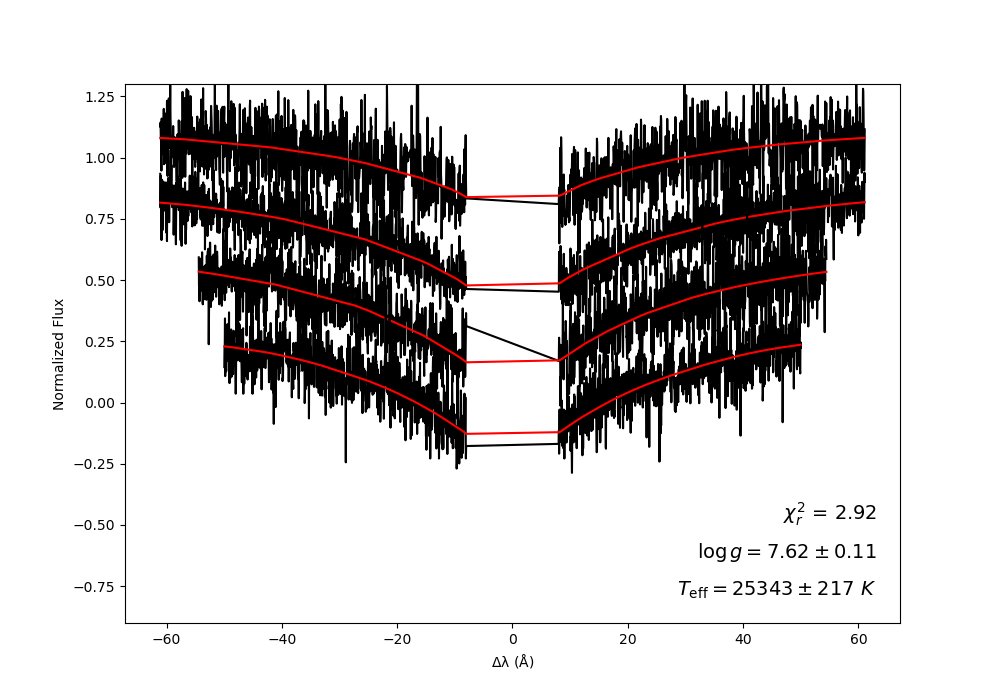 1.25
1.00
0.75
0.50
0.25
0.00
−0.25
−0.50
−0.75
Normalized Flux
χ²ᵣ = 2.92
log g = 7.62 ± 0.11
T_eff = 25343 ± 217 K
−60 −40 −20 0 20 40 60
Δλ (Å)